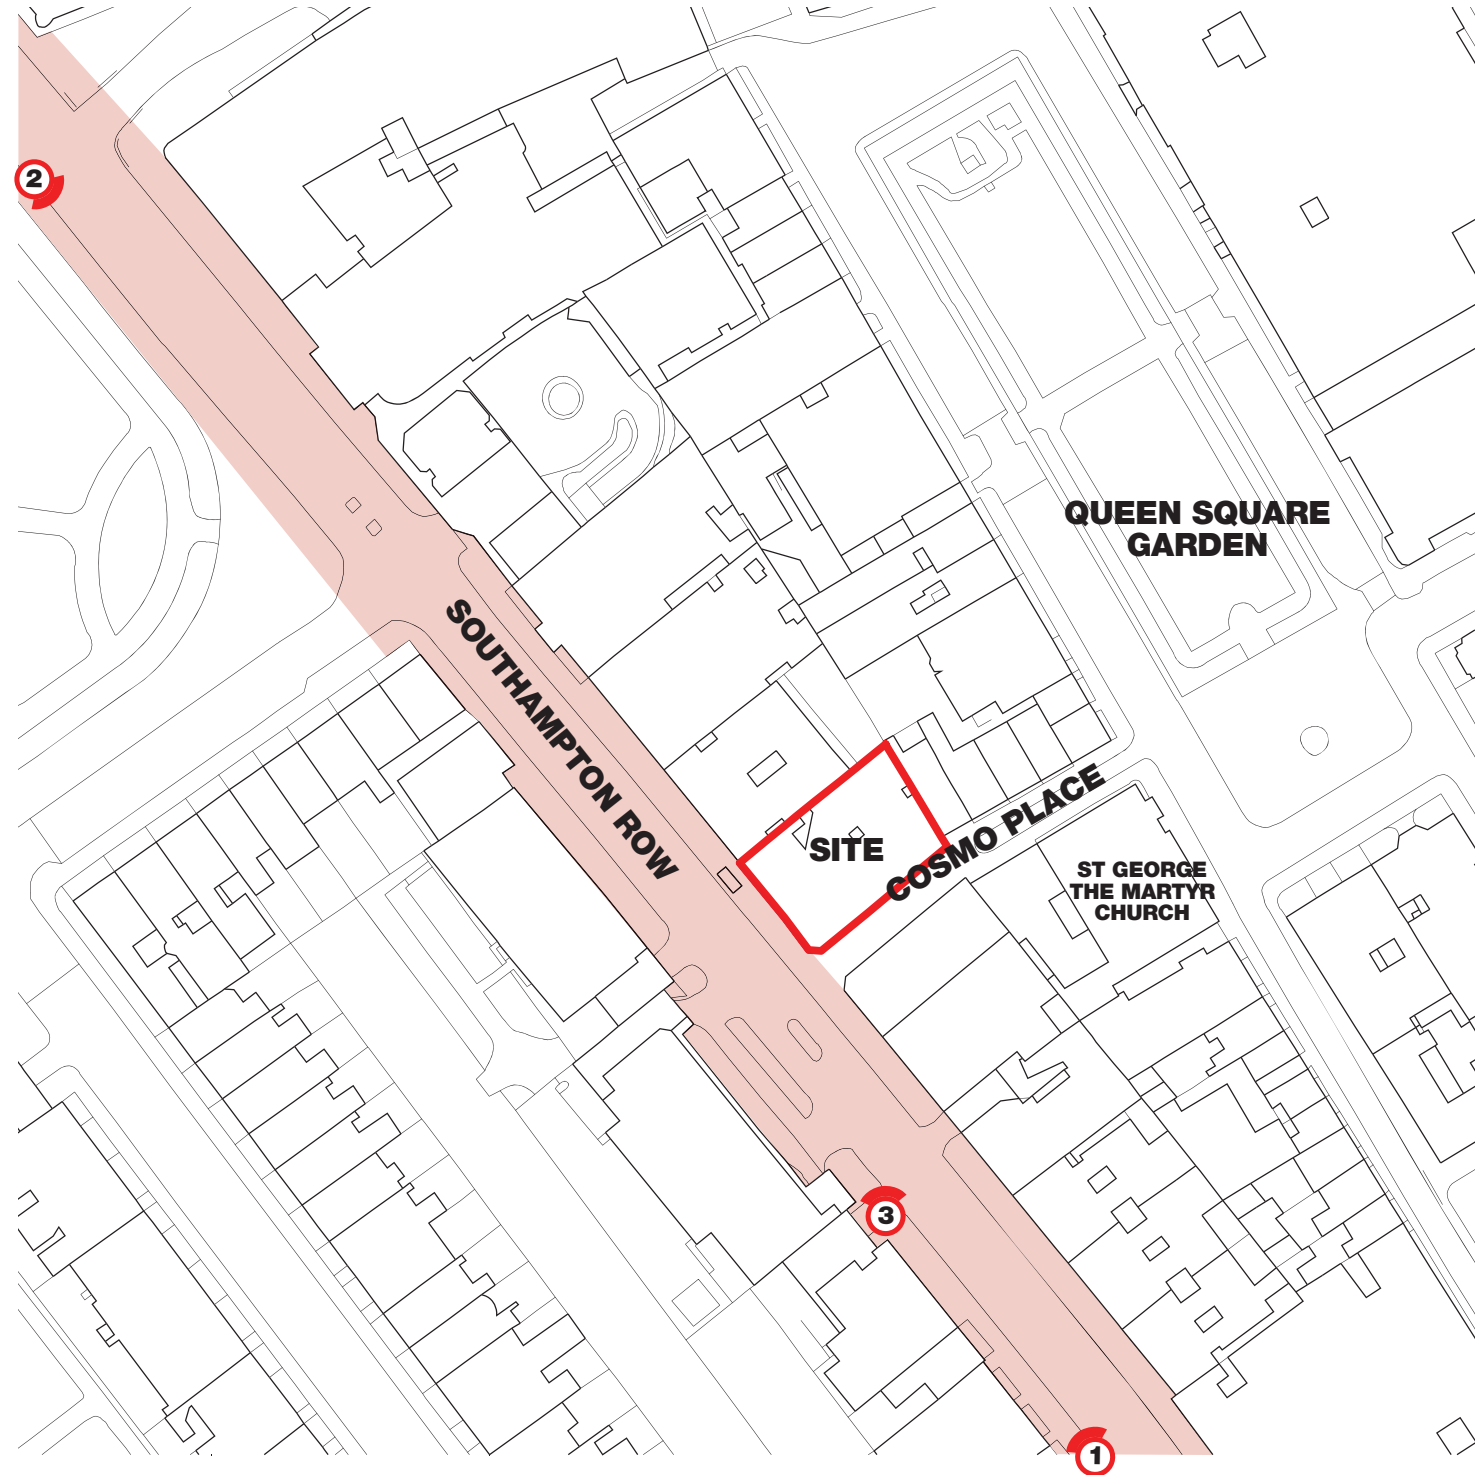 2
QUEEN SQUARE
GARDEN
SOUTHAMPTON ROW
COSMO PLACE
SITE
ST GEORGE
THE MARTYR
CHURCH
3
1